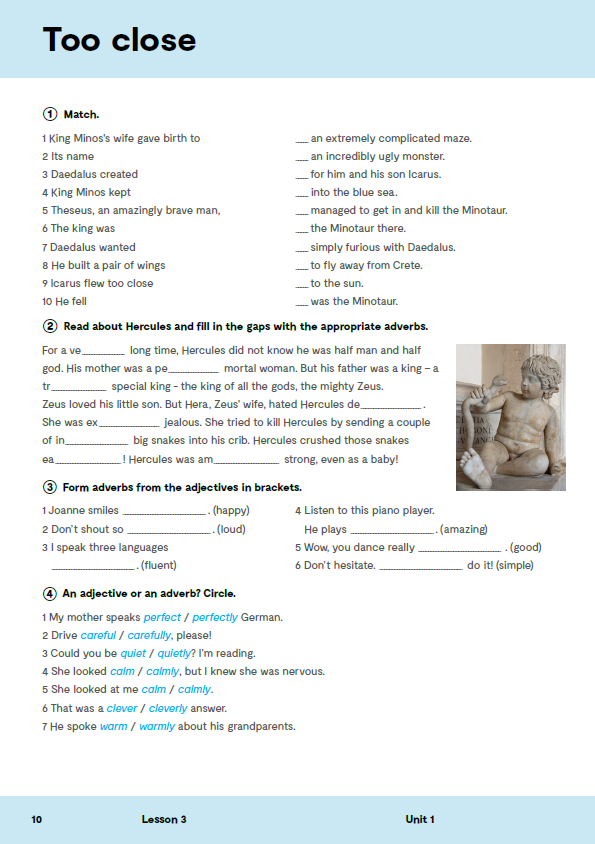 Too close
1 Match.
1 King Minos's wife gave birth to
2 Its name
3 Daedalus created
4 King Minos kept
5 Theseus, an amazingly brave man,
6 The king was
7 Daedalus wanted
8 He built a pair of wings
9 Icarus flew too close
10 He fell
___ an extremely complicated maze.
___ an incredibly ugly monster.
___ for him and his son Icarus.
___ into the blue sea.
___ managed to get in and kill the Minotaur.
___ the Minotaur there.
___ simply furious with Daedalus.
___ to fly away from Crete.
___ to the sun.
___ was the Minotaur.
2 Read about Hercules and fill in the gaps with the appropriate adverbs.
For a ve________ long time, Hercules did not know he was half man and half
god. His mother was a pe_________ mortal woman. But his father was a king – a
tr__________ special king - the king of all the gods, the mighty Zeus.
Zeus loved his little son. But Hera, Zeus' wife, hated Hercules de___________.
She was ex___________ jealous. She tried to kill Hercules by sending a couple
of in___________ big snakes into his crib. Hercules crushed those snakes
ea____________! Hercules was am____________ strong, even as a baby!
3 Form adverbs from the adjectives in brackets.
1 Joanne smiles _______________. (happy)
2 Don't shout so _______________. (loud)
3 I speak three languages
_______________. (fluent)
4 Listen to this piano player.
He plays _______________. (amazing)
5 Wow, you dance really _______________. (good)
6 Don't hesitate. _______________ do it! (simple)
4 An adjective or an adverb? Circle.
1 My mother speaks perfect / perfectly German.
2 Drive careful / carefully, please!
3 Could you be quiet / quietly? I'm reading.
4 She looked calm / calmly, but I knew she was nervous.
5 She looked at me calm / calmly.
6 That was a clever / cleverly answer.
7 He spoke warm / warmly about his grandparents.
10 Lesson 3 Unit 1